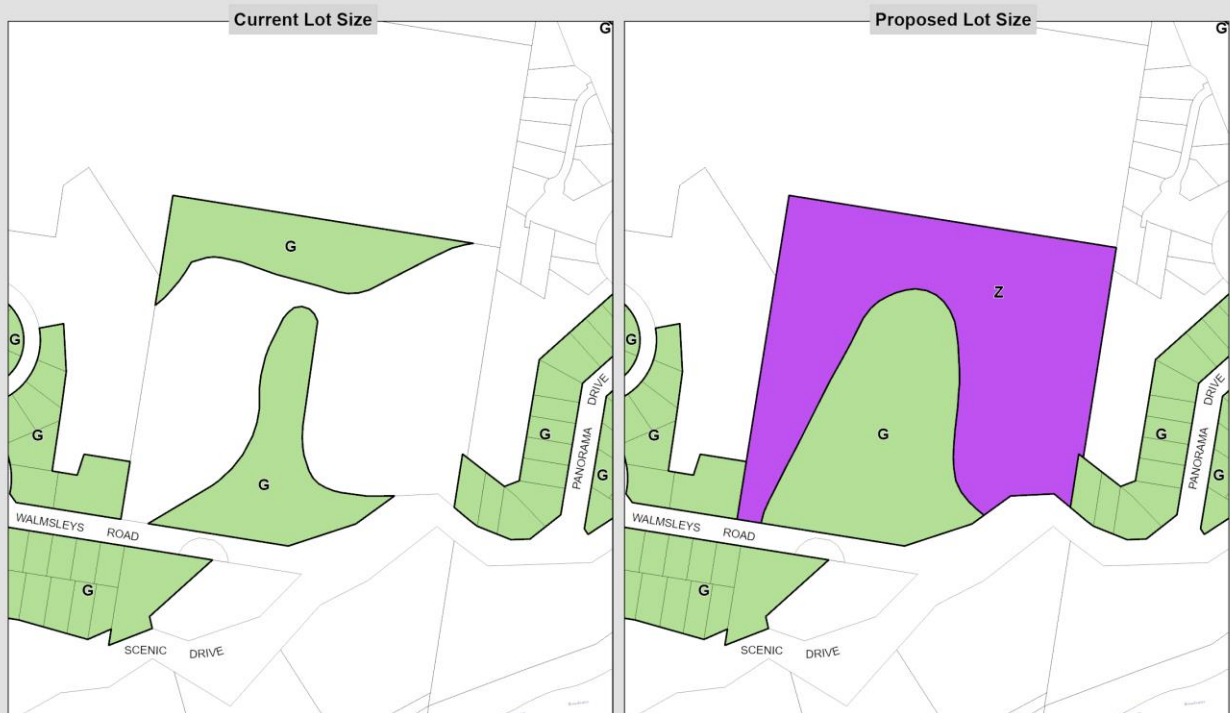 Current Lot Size
G
G
G
G
G
G
PANORAMA DRIVE
G
G
WALMSLEYS ROAD
G
SCENIC DRIVE
Proposed Lot Size
G
Z
G
G
G
G
PANORAMA DRIVE
G
WALMSLEYS ROAD
G
SCENIC DRIVE